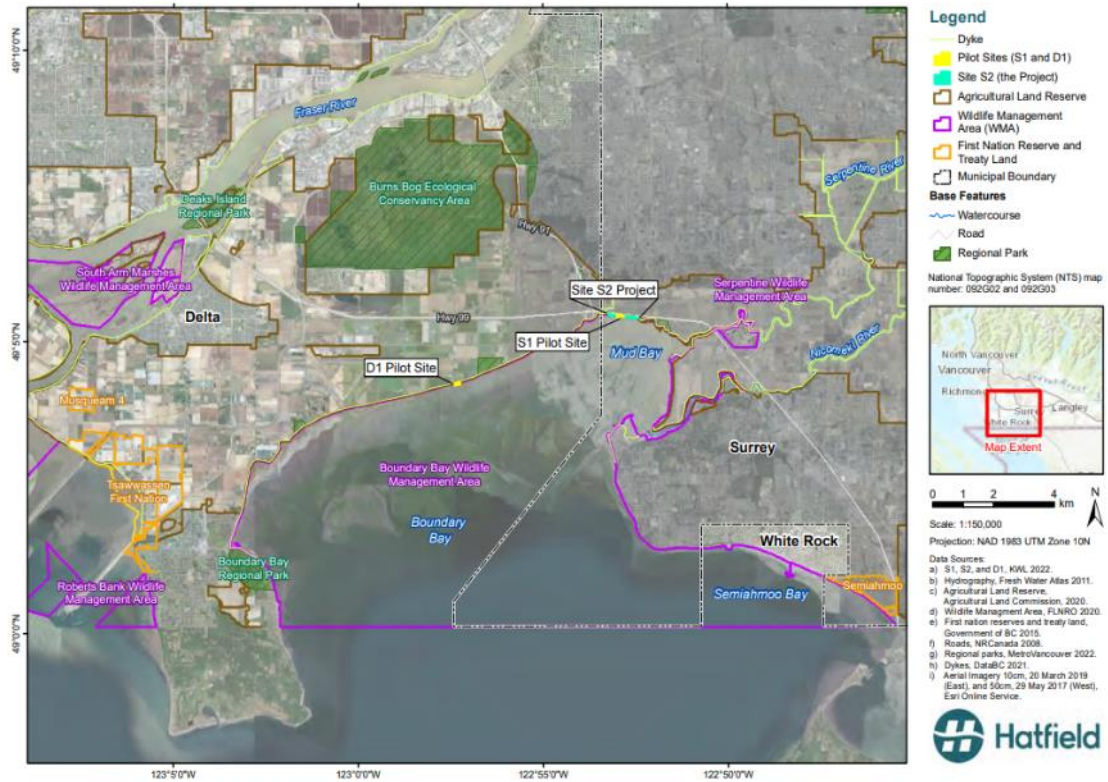 49°10'0"N
49°5'0"N
49°0'0"N
123°5'0"W
123°0'0"W
122°55'0"W
122°50'0"W
Fraser River
Deaks Island
Regional Park
Burns Bog Ecological
Conservancy Area
Hwy 91
Serpentine River
South Arm Marshes
Wildlife Management
Area
Delta
Hwy 99
Site S2 Project
S1 Pilot Site
Serpentine Wildlife
Management Area
Mud Bay
Nicomekl River
D1 Pilot Site
Musqueam 4
Surrey
Tsawwassen
First Nation
Boundary Bay Wildlife
Management Area
Boundary
Bay
White Rock
Boundary Bay
Regional Park
Roberts Bank Wildlife
Management Area
Semiahmoo Bay
Semiahmoo
Legend
Dyke
Pilot Sites (S1 and D1)
Site S2 (the Project)
Agricultural Land Reserve
Wildlife Management
Area (WMA)
First Nation Reserve and
Treaty Land
Municipal Boundary
Base Features
Watercourse
Road
Regional Park
National Topographic System (NTS) map
number: 092G02 and 092G03
North Vancouver
Vancouver
Richmond
Surrey
Langley
White Rock
Map Extent
0 1 2 4
km
N
Scale: 1:150,000
Projection: NAD 1983 UTM Zone 10N
Data Sources:
a) S1, S2, and D1, KWL 2022.
b) Hydrography, Fresh Water Atlas 2011.
c) Agricultural Land Reserve,
Agricultural Land Commission, 2020.
d) Wildlife Managment Area, FLNRO 2020.
e) First nation reserves and treaty land,
Government of BC 2015.
f) Roads, NRCanada 2008.
g) Regional parks, MetroVancouver 2022.
h) Dykes, DataBC 2021.
i) Aerial Imagery 10cm, 20 March 2019
(East), and 50cm, 29 May 2017 (West),
Esri Online Service.
Hatfield